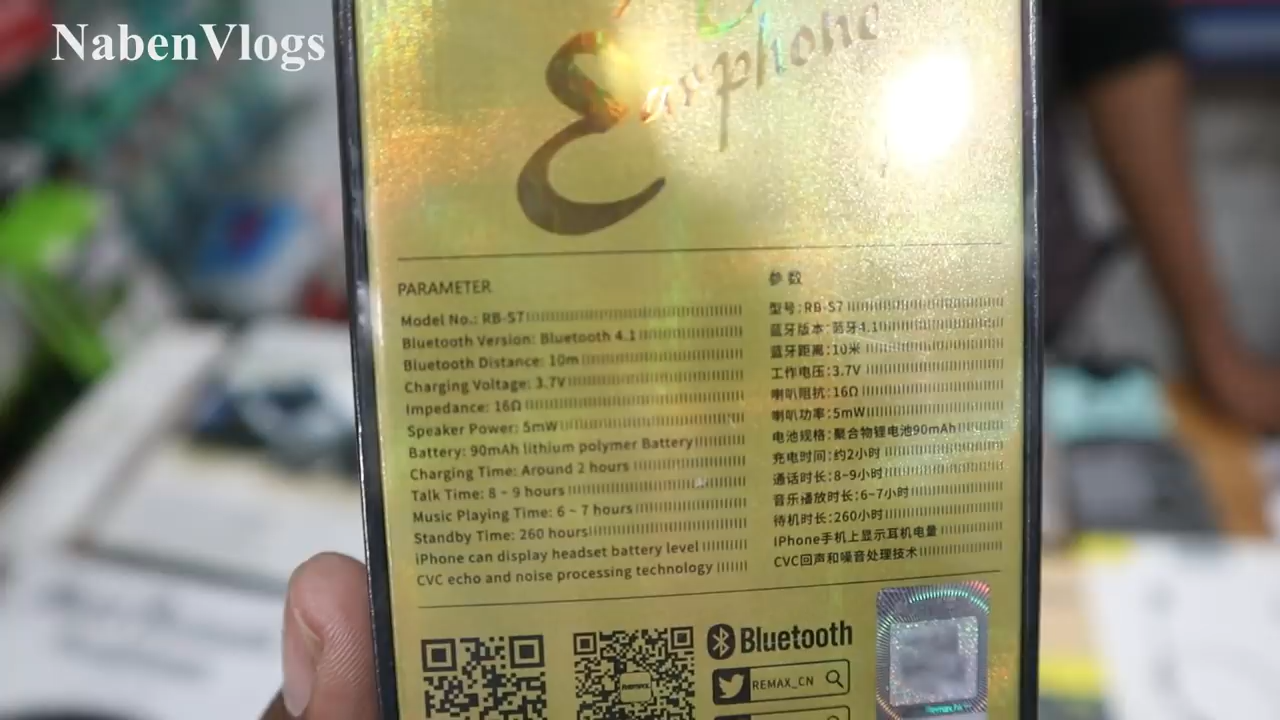 NabenVlogs
Earphone
PARAMETER
Model No.: RB-S7
Bluetooth Version: Bluetooth 4.1
Bluetooth Distance: 10m
Charging Voltage: 3.7V
Impedance: 16Ω
Speaker Power: 5mW
Battery: 90mAh lithium polymer Battery
Charging Time: Around 2 hours
Talk Time: 8 ~ 9 hours
Music Playing Time: 6 ~ 7 hours
Standby Time: 260 hours
iPhone can display headset battery level
CVC echo and noise processing technology
参数
型号:RB-S7
蓝牙版本:蓝牙4.1
蓝牙距离:10米
工作电压:3.7V
喇叭阻抗:16Ω
喇叭功率:5mW
电池规格:聚合物锂电池90mAh
充电时间:约2小时
通话时长:8~9小时
音乐播放时长:6~7小时
待机时长:260小时
iPhone手机上显示耳机电量
CVC回声和噪音处理技术
REMAX
Bluetooth
REMAX_CN